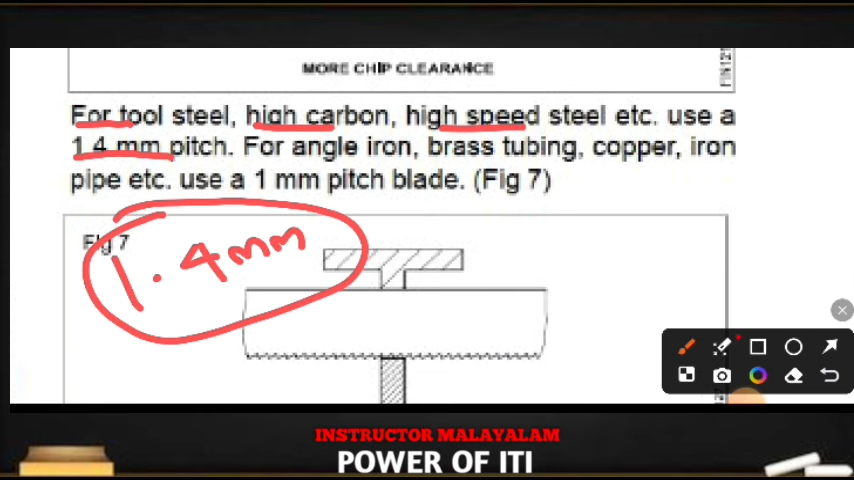 MORE CHIP CLEARANCE
FIN121
For tool steel, high carbon, high speed steel etc. use a
1.4 mm pitch. For angle iron, brass tubing, copper, iron
pipe etc. use a 1 mm pitch blade. (Fig 7)
Fig 7
1.4mm
INSTRUCTOR MALAYALAM
POWER OF ITI